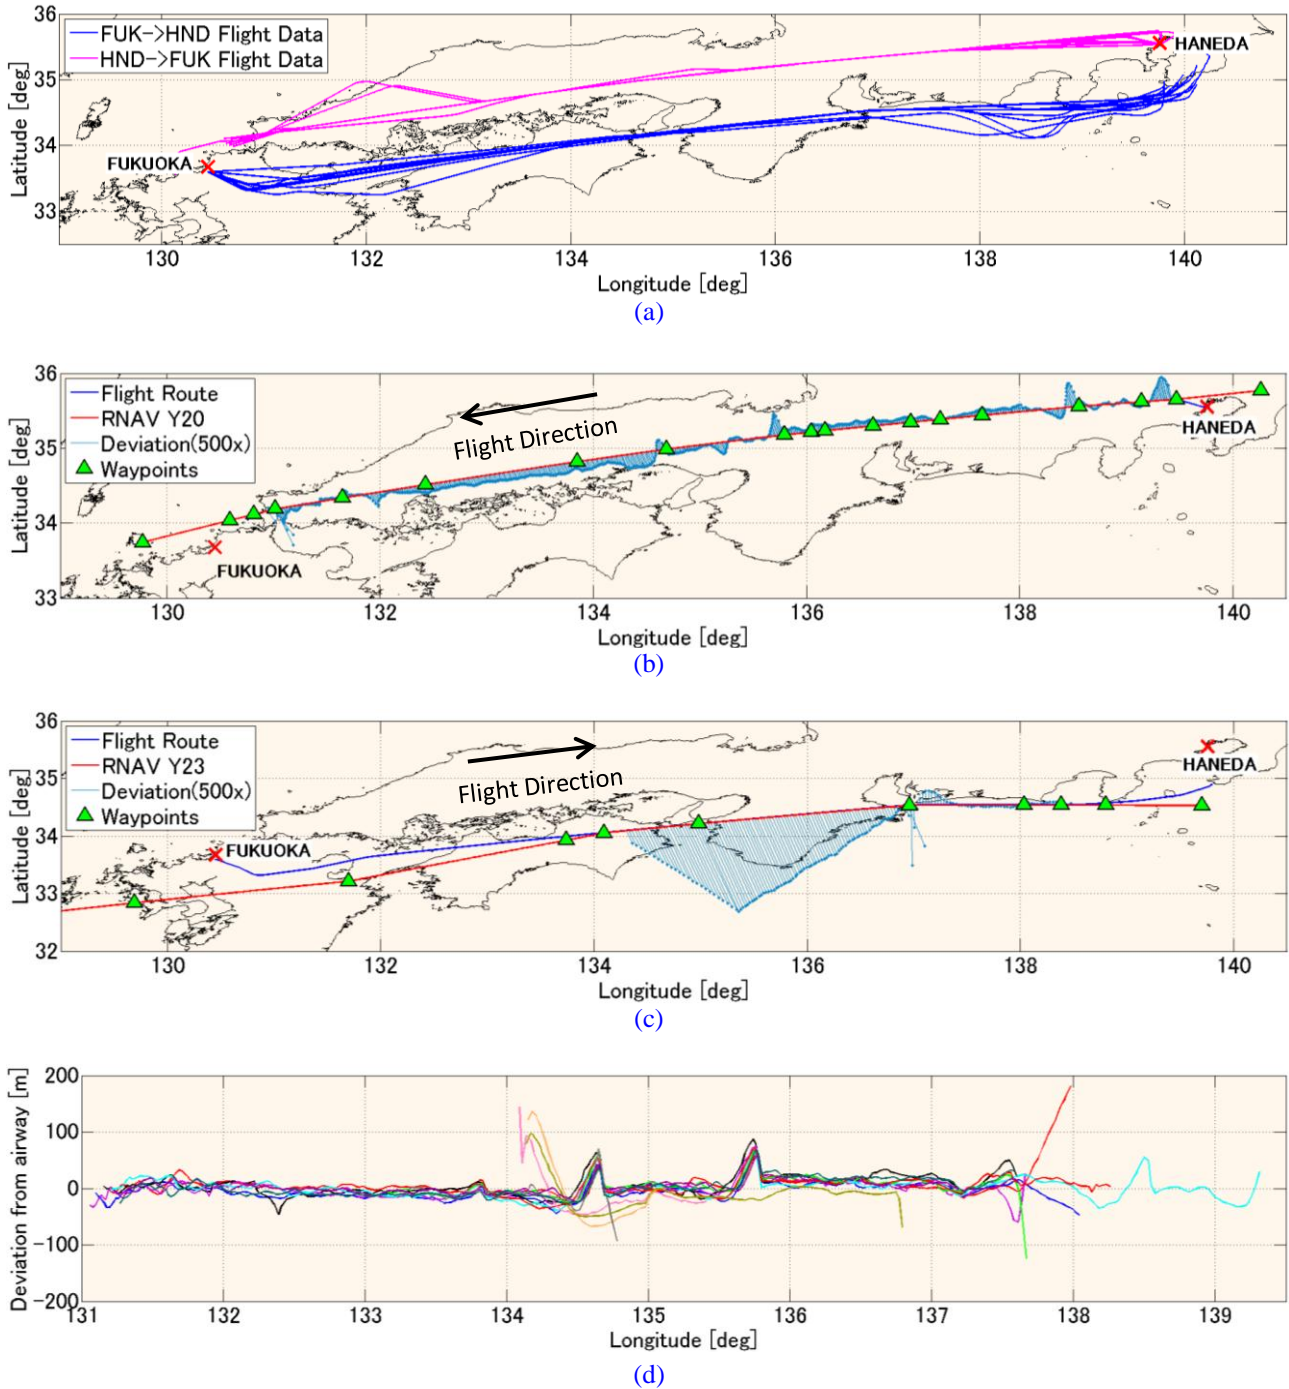 36
35
34
33
Latitude [deg]
FUK->HND Flight Data
HND->FUK Flight Data
HANEDA
FUKUOKA
130
132
134
136
138
140
Longitude [deg]
(a)
36
35
34
33
Latitude [deg]
Flight Route
RNAV Y20
Deviation(500x)
Waypoints
Flight Direction
HANEDA
FUKUOKA
130
132
134
136
138
140
Longitude [deg]
(b)
36
35
34
33
32
Latitude [deg]
Flight Route
RNAV Y23
Deviation(500x)
Waypoints
Flight Direction
HANEDA
FUKUOKA
130
132
134
136
138
140
Longitude [deg]
(c)
200
100
0
−100
−200
Deviation from airway [m]
131
132
133
134
135
136
137
138
139
Longitude [deg]
(d)